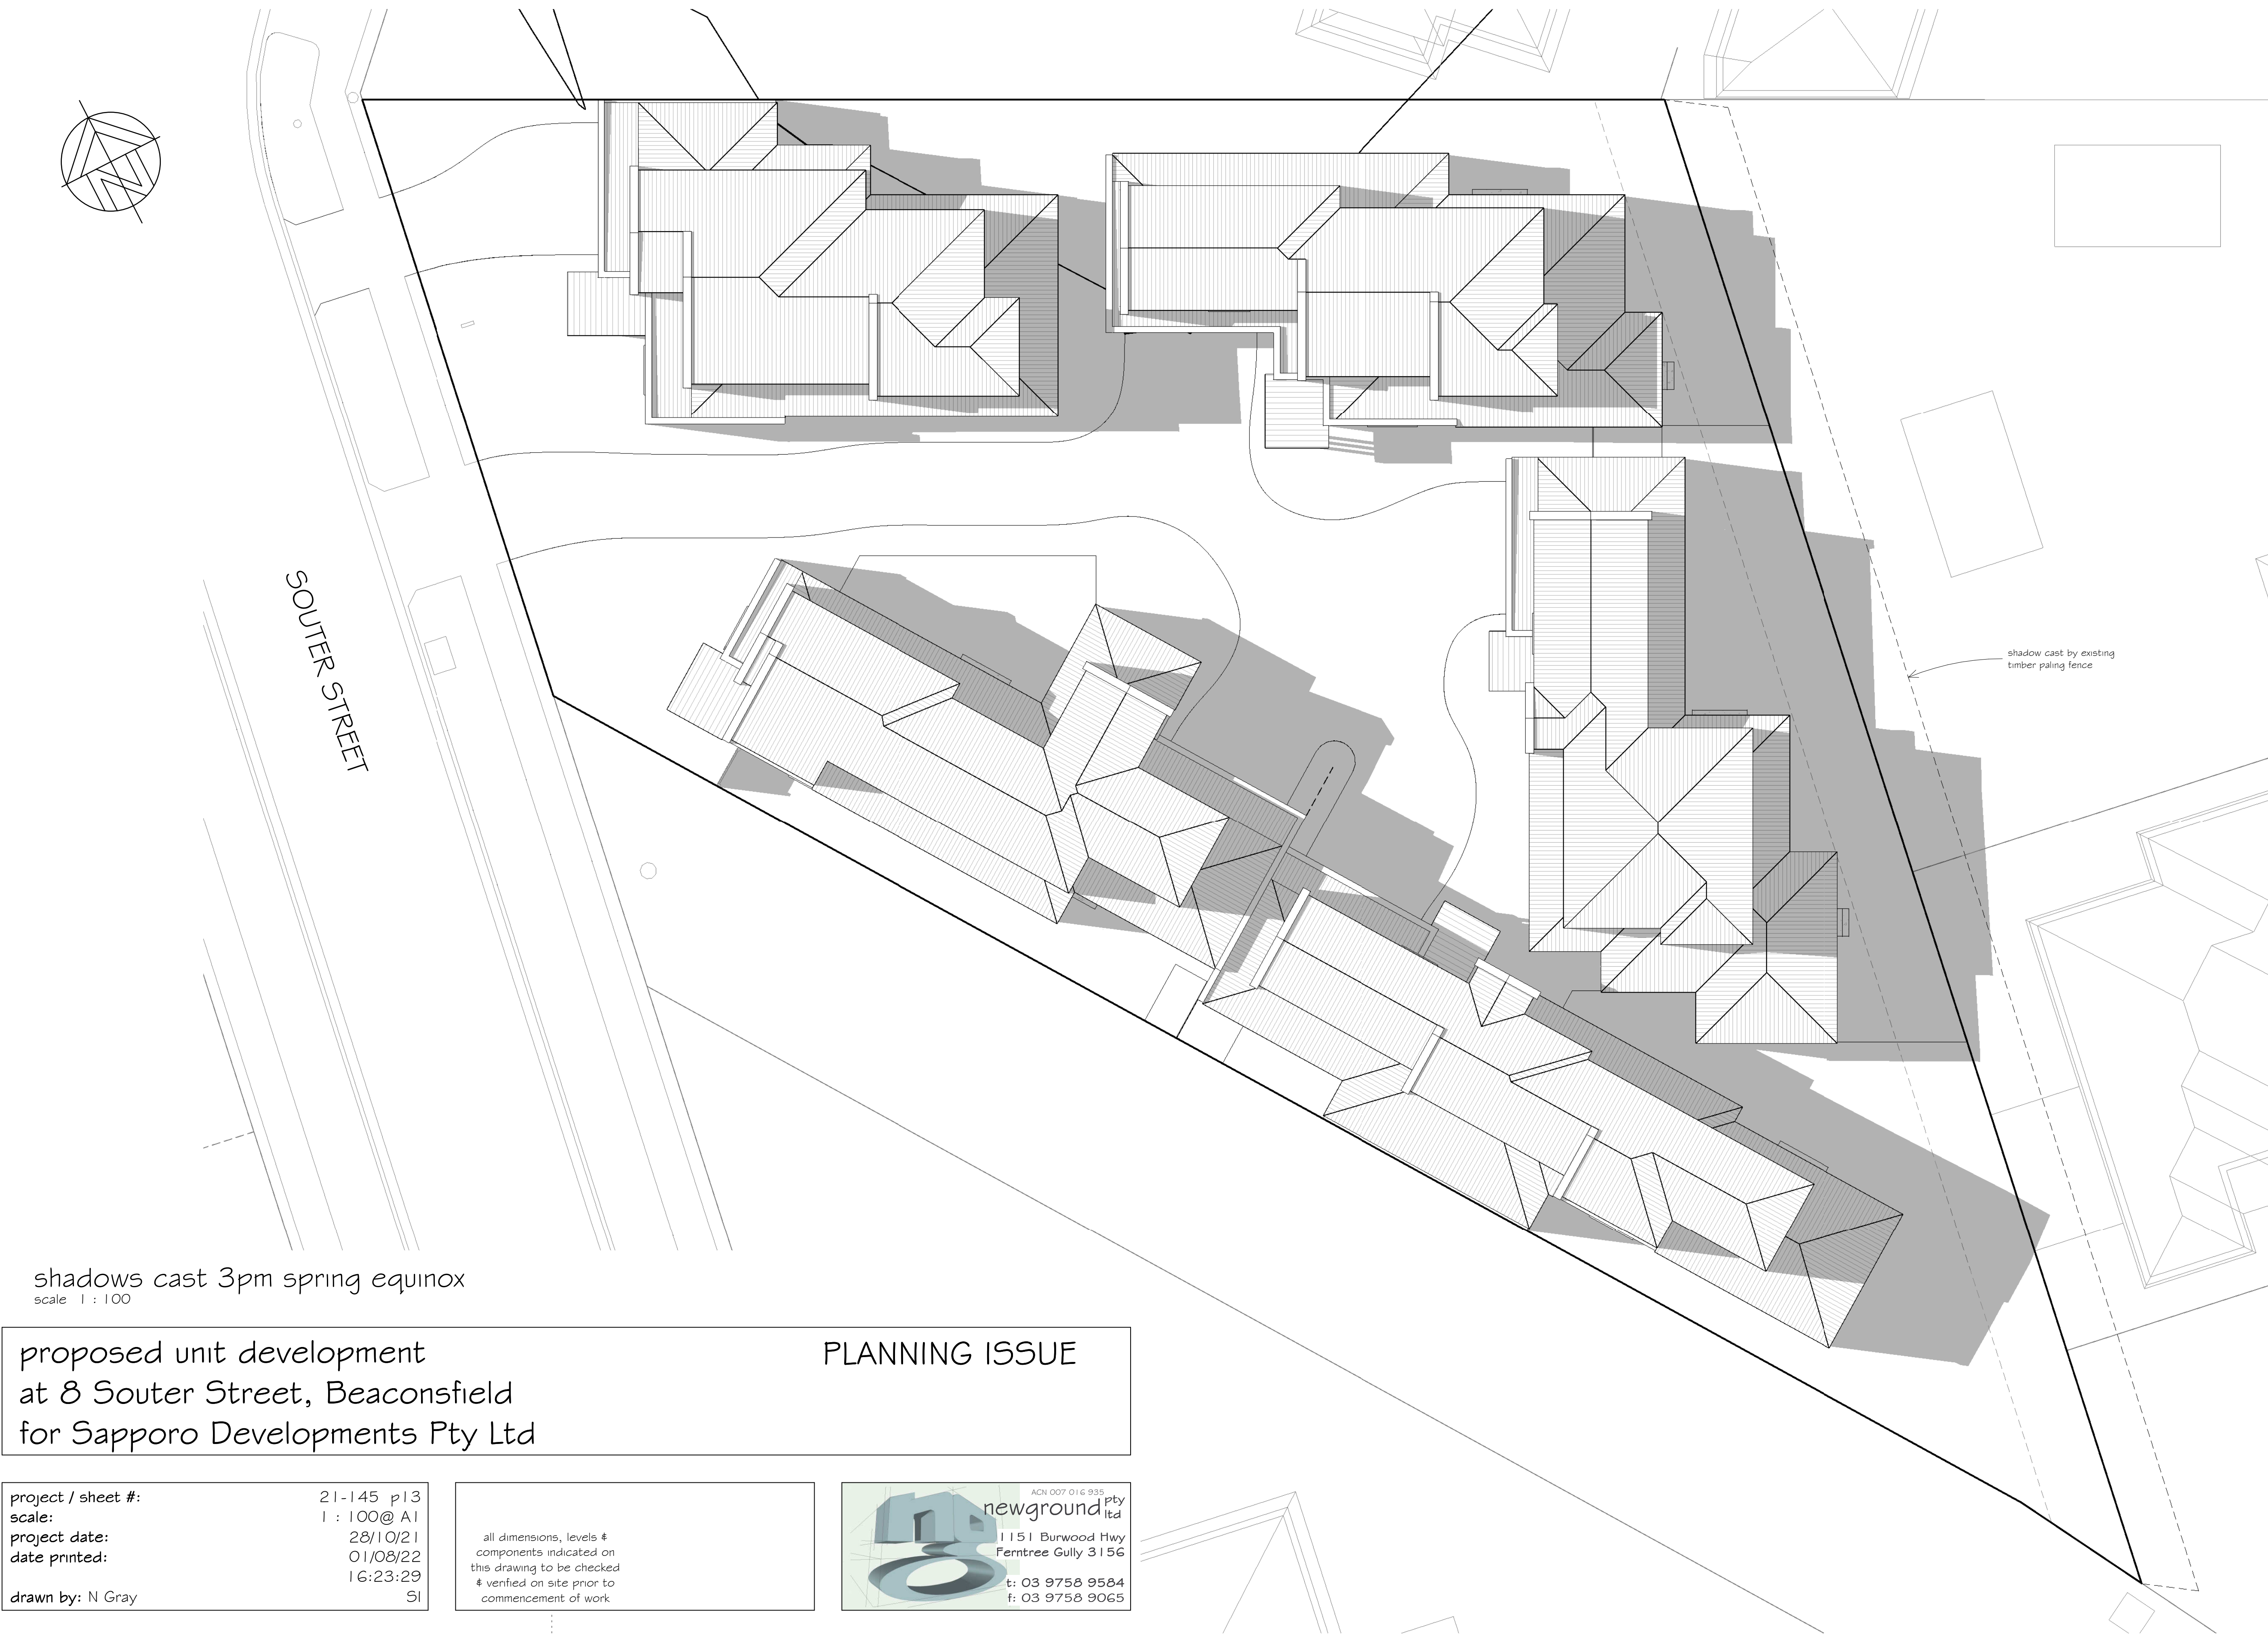 N
SOUTER STREET
shadow cast by existing
timber paling fence
shadows cast 3pm spring equinox
scale 1 : 100
proposed unit development
at 8 Souter Street, Beaconsfield
for Sapporo Developments Pty Ltd
PLANNING ISSUE
project / sheet #: 21-145 p13
scale: 1 : 100@ A1
project date: 28/10/21
date printed: 01/08/22
16:23:29
drawn by: N Gray SI
all dimensions, levels &
components indicated on
this drawing to be checked
& verified on site prior to
commencement of work
ACN 007 016 935
newground pty
ltd
1151 Burwood Hwy
Ferntree Gully 3156
t: 03 9758 9584
f: 03 9758 9065